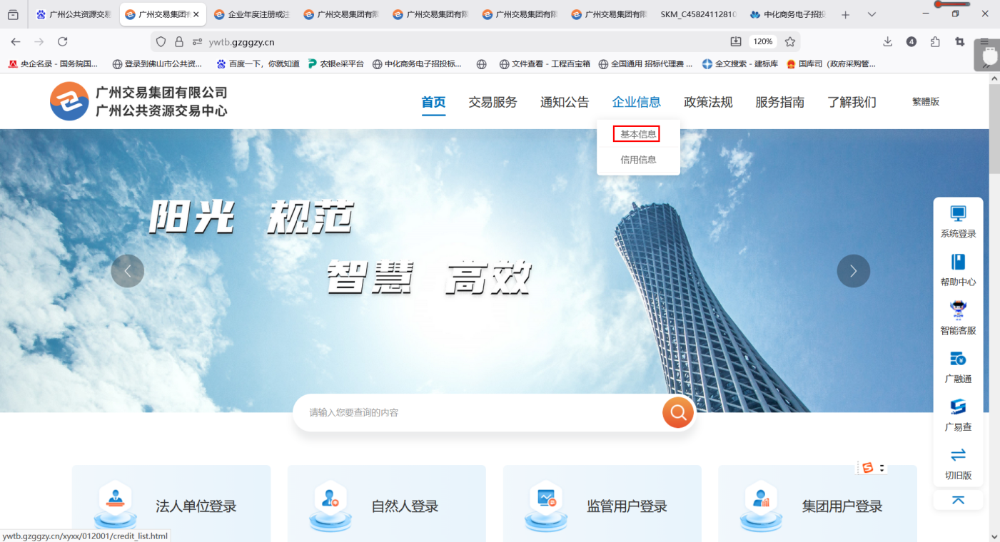 广州公共资源交易
广州交易集团有
企业年度注册或注
广州交易集团有限
广州交易集团有限
广州交易集团有限
广州交易集团有限
SKM_C45824112810
中化商务电子招投
ywtb.gzggzy.cn
120%
4
央企名录 - 国务院国...
登录到佛山市公共资...
百度一下，你就知道
农银e采平台
中化商务电子招投标...
文件查看 - 工程百宝箱
全国通用 招标代理费 ...
全文搜索 - 建标库
国库司（政府采购管...
广州交易集团有限公司
广州公共资源交易中心
首页
交易服务
通知公告
企业信息
政策法规
服务指南
了解我们
繁體版
基本信息
信用信息
阳光 规范
智慧 高效
系统登录
帮助中心
智能客服
广融通
广易查
切旧版
请输入您要查询的内容
法人单位登录
自然人登录
监管用户登录
集团用户登录
ywtb.gzggzy.cn/xyxx/012001/credit_list.html